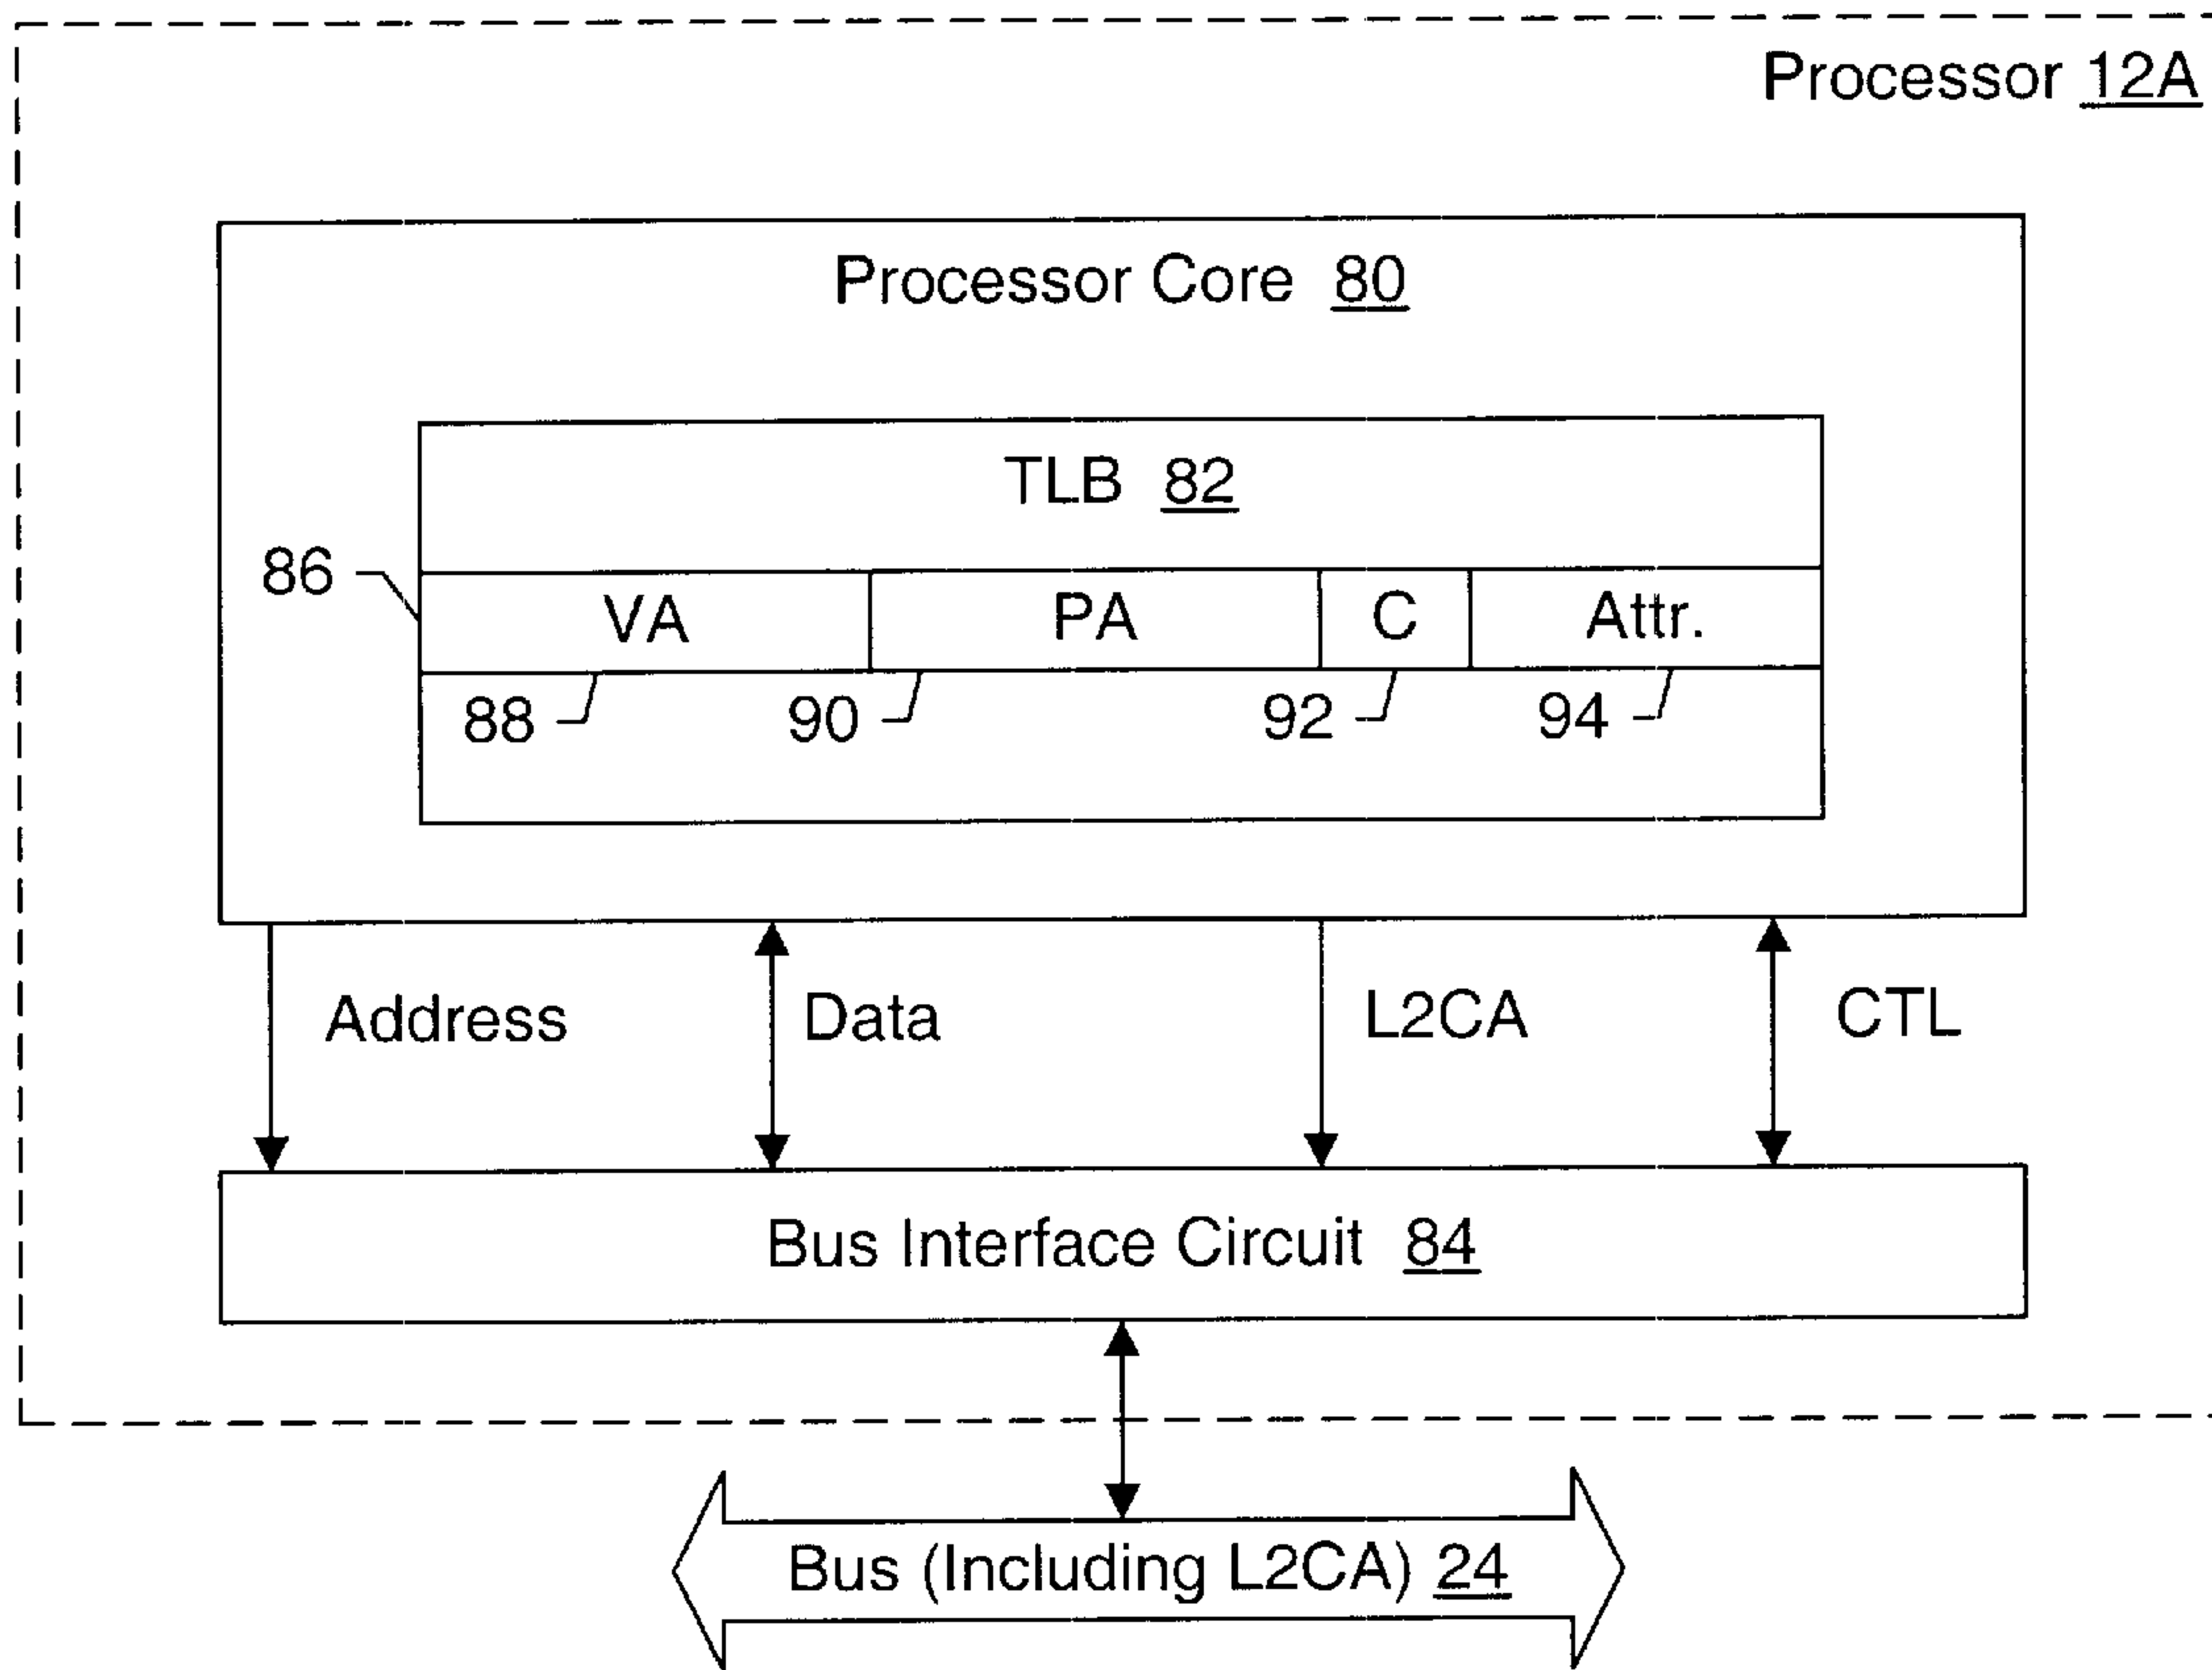 Processor 12A
Processor Core 80
TLB 82
86
VA PA C Attr.
88 90 92 94
Address Data L2CA CTL
Bus Interface Circuit 84
Bus (Including L2CA) 24